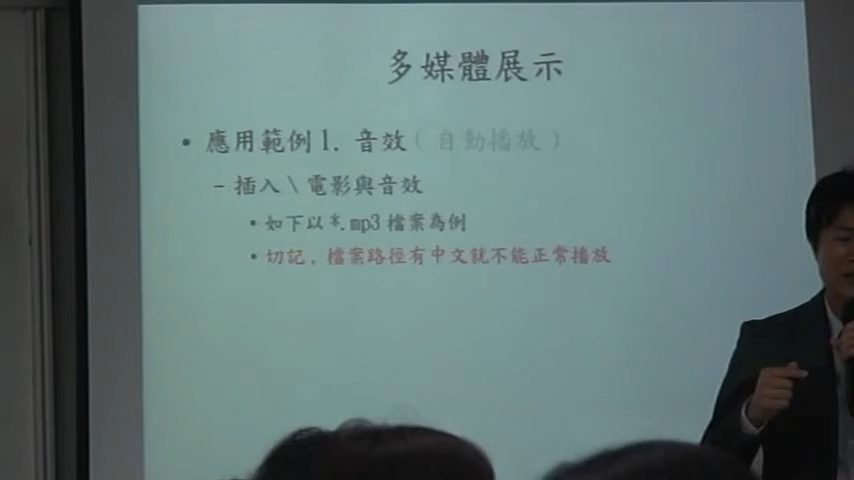 多媒體展示
• 應用範例1. 音效(自動播放)
– 插入\電影與音效
• 如下以*.mp3檔案為例
• 切記,檔案路徑有中文就不能正常播放